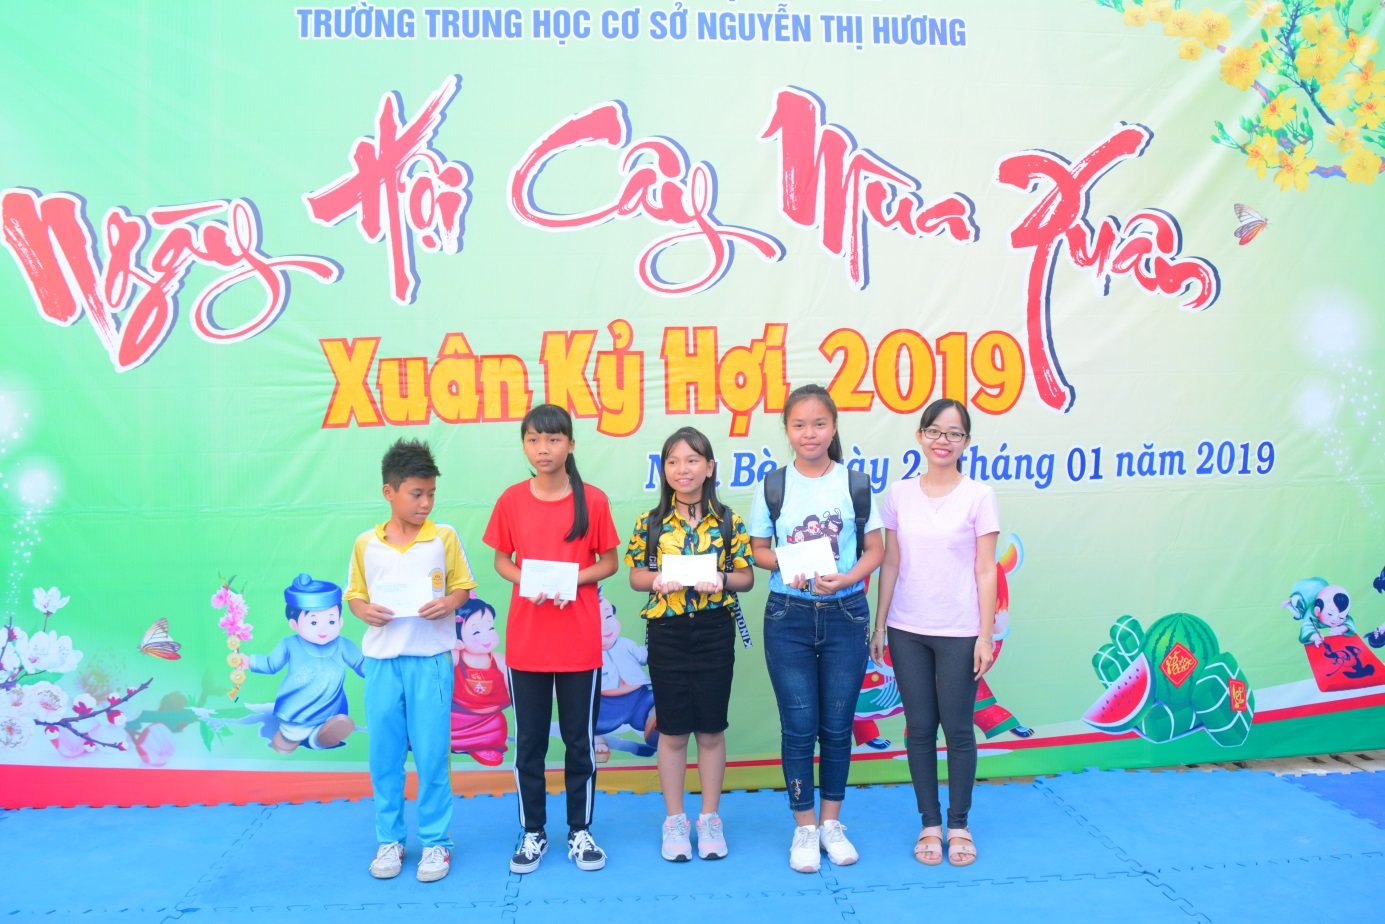 TRƯỜNG TRUNG HỌC CƠ SỞ NGUYỄN THỊ HƯƠNG
Ngày Hội Cây Mùa Xuân
Xuân Kỷ Hợi 2019
Bè, tháng 01 năm 2019